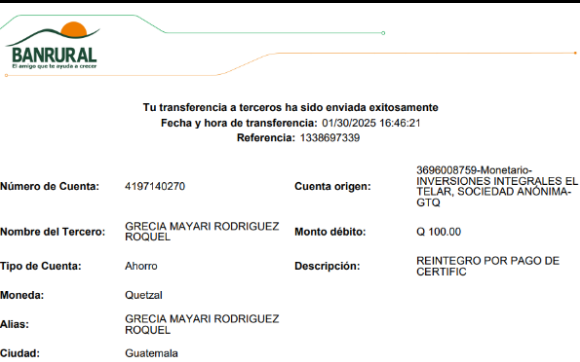 BANRURAL
El amigo que te ayuda a crecer
Tu transferencia a terceros ha sido enviada exitosamente
Fecha y hora de transferencia: 01/30/2025 16:46:21
Referencia: 1338697339
Número de Cuenta: 4197140270
Cuenta origen: 3696008759-Monetario-
INVERSIONES INTEGRALES EL
TELAR, SOCIEDAD ANÓNIMA-
GTQ
Nombre del Tercero: GRECIA MAYARI RODRIGUEZ
ROQUEL
Monto débito: Q 100.00
Tipo de Cuenta: Ahorro
Descripción: REINTEGRO POR PAGO DE
CERTIFIC
Moneda: Quetzal
Alias: GRECIA MAYARI RODRIGUEZ
ROQUEL
Ciudad: Guatemala